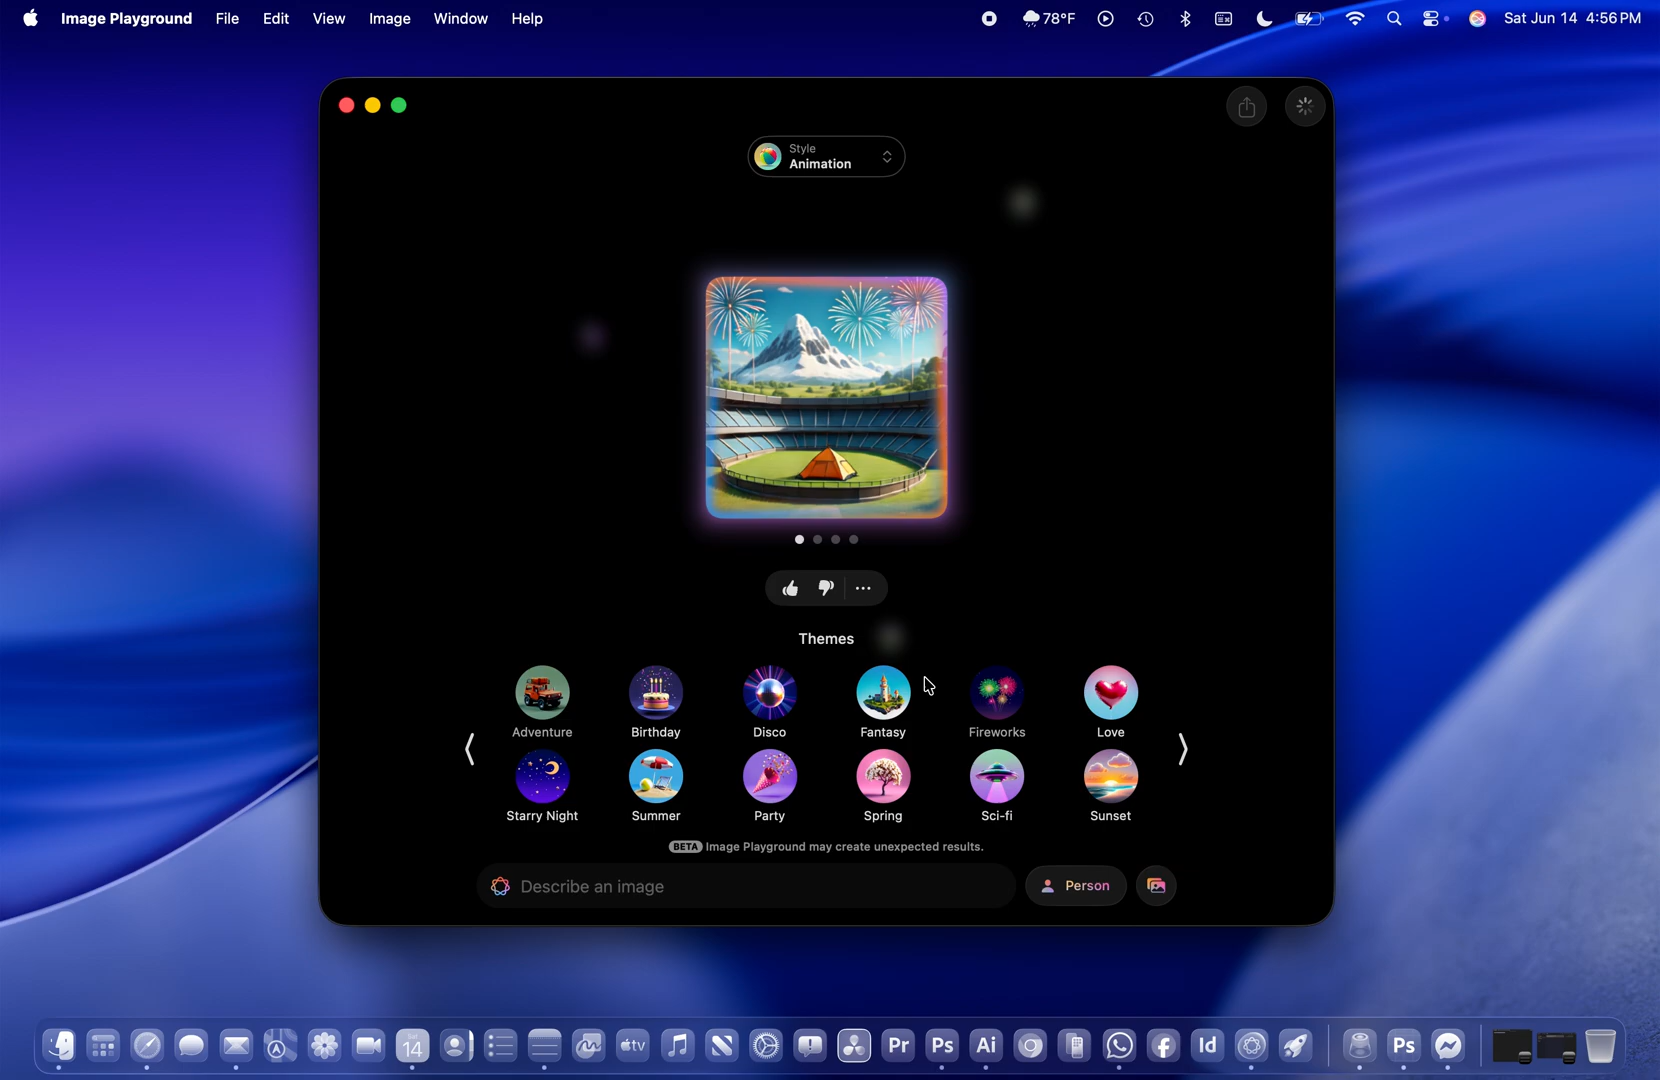 Image Playground File Edit View Image Window Help 78°F Sat Jun 14 4:56 PM
Style
Animation
Themes
Adventure Birthday Disco Fantasy Fireworks Love
Starry Night Summer Party Spring Sci-fi Sunset
BETA Image Playground may create unexpected results.
Describe an image Person
14 tv Pr Ps Ai Id Ps